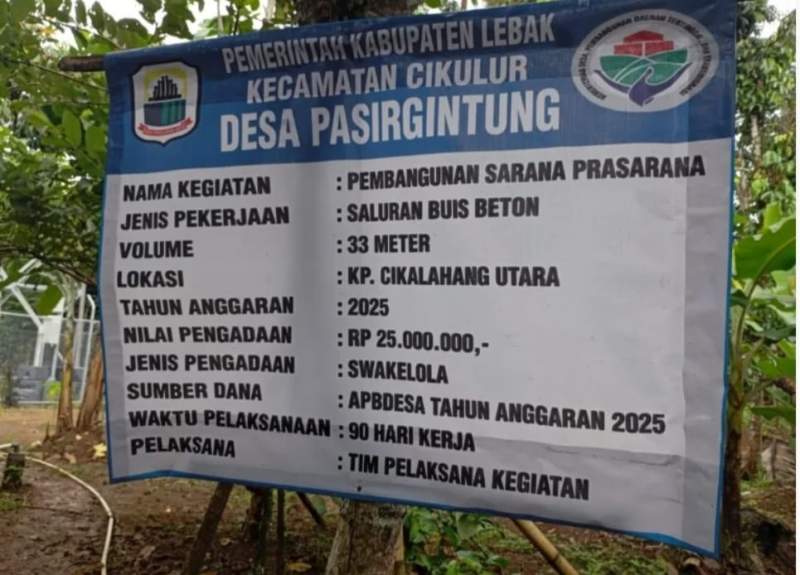 PEMERINTAH KABUPATEN LEBAK
KECAMATAN CIKULUR
DESA PASIRGINTUNG
NAMA KEGIATAN : PEMBANGUNAN SARANA PRASARANA
JENIS PEKERJAAN : SALURAN BUIS BETON
VOLUME : 33 METER
LOKASI : KP. CIKALAHANG UTARA
TAHUN ANGGARAN : 2025
NILAI PENGADAAN : RP 25.000.000,-
JENIS PENGADAAN : SWAKELOLA
SUMBER DANA : APBDESA TAHUN ANGGARAN 2025
WAKTU PELAKSANAAN : 90 HARI KERJA
PELAKSANA : TIM PELAKSANA KEGIATAN